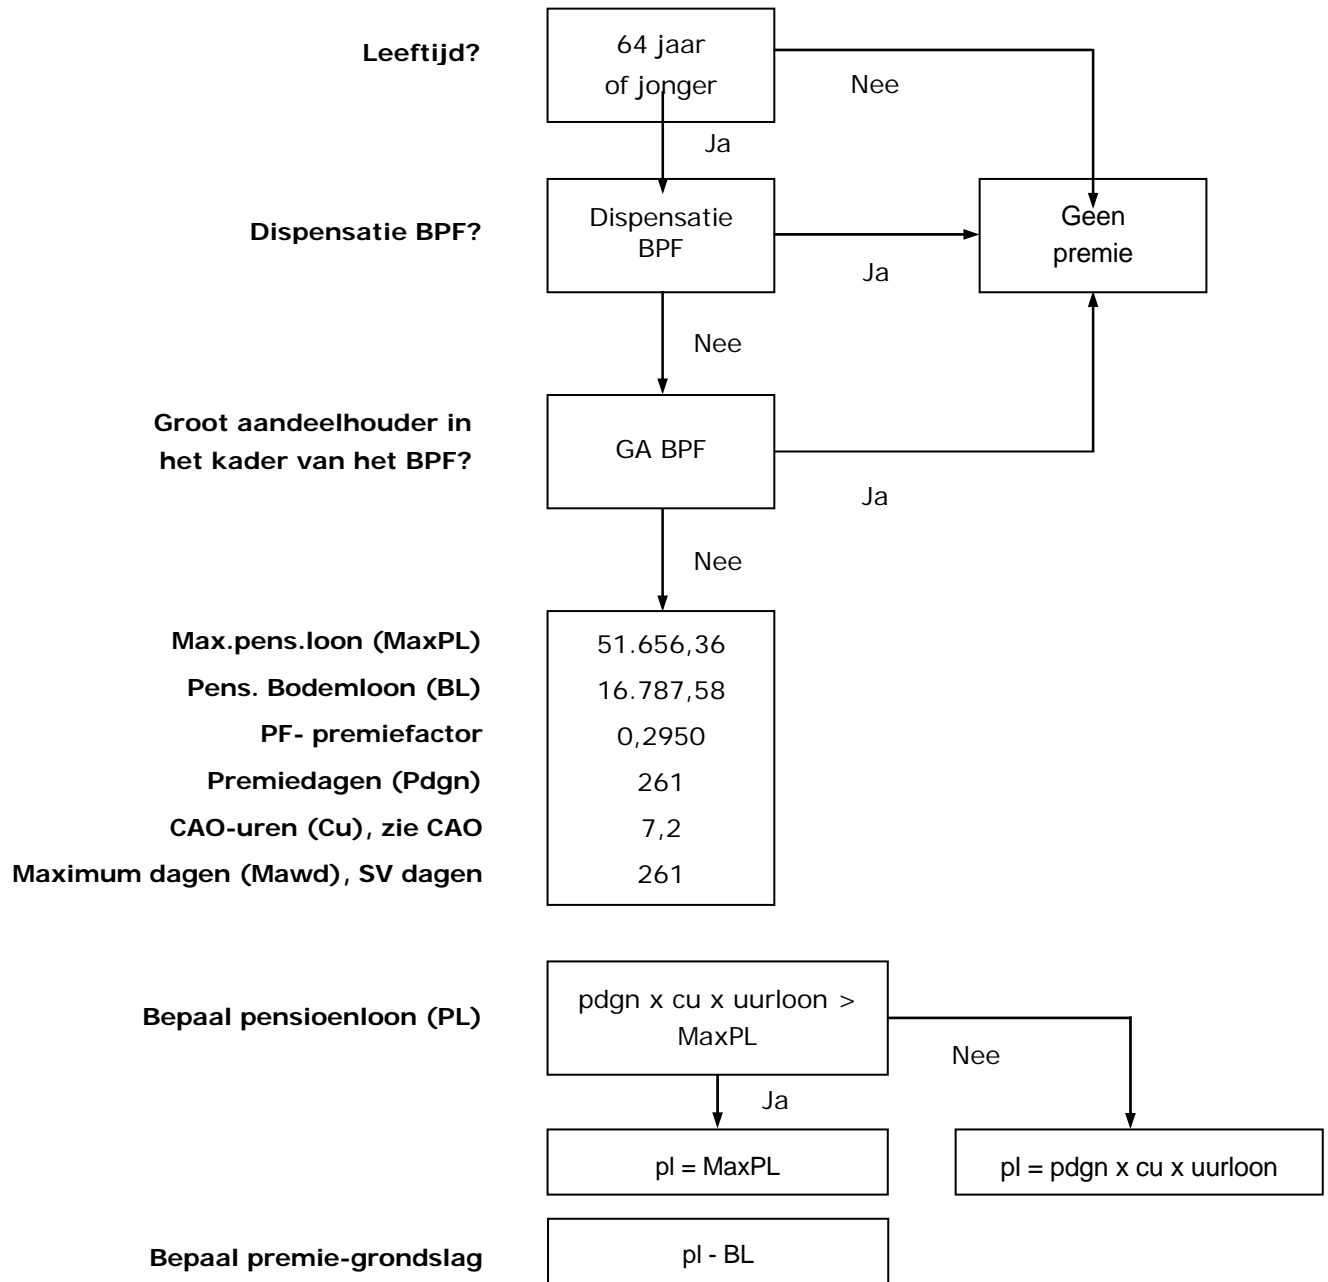 Leeftijd?
64 jaar
of jonger
Nee
Ja
Dispensatie BPF?
Dispensatie
BPF
Ja
Geen
premie
Nee
Groot aandeelhouder in
het kader van het BPF?
GA BPF
Ja
Nee
Max.pens.loon (MaxPL)
51.656,36
Pens. Bodemloon (BL)
16.787,58
PF- premiefactor
0,2950
Premiedagen (Pdgn)
261
CAO-uren (Cu), zie CAO
7,2
Maximum dagen (Mawd), SV dagen
261
Bepaal pensioenloon (PL)
pdgn x cu x uurloon >
MaxPL
Nee
Ja
pl = MaxPL
pl = pdgn x cu x uurloon
Bepaal premie-grondslag
pl - BL